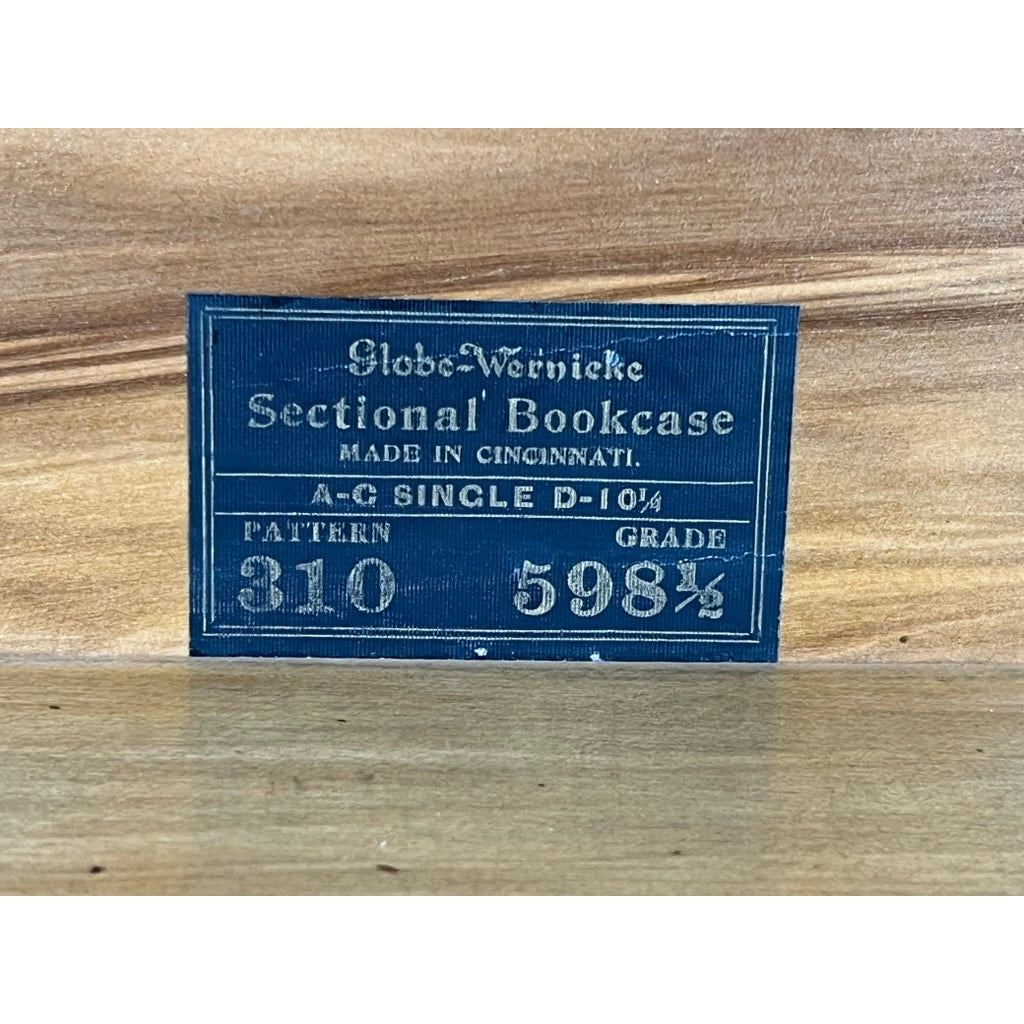 Globe-Wernicke
Sectional Bookcase
MADE IN CINCINNATI.
A-C SINGLE D-10¼
PATTERN GRADE
310 598½